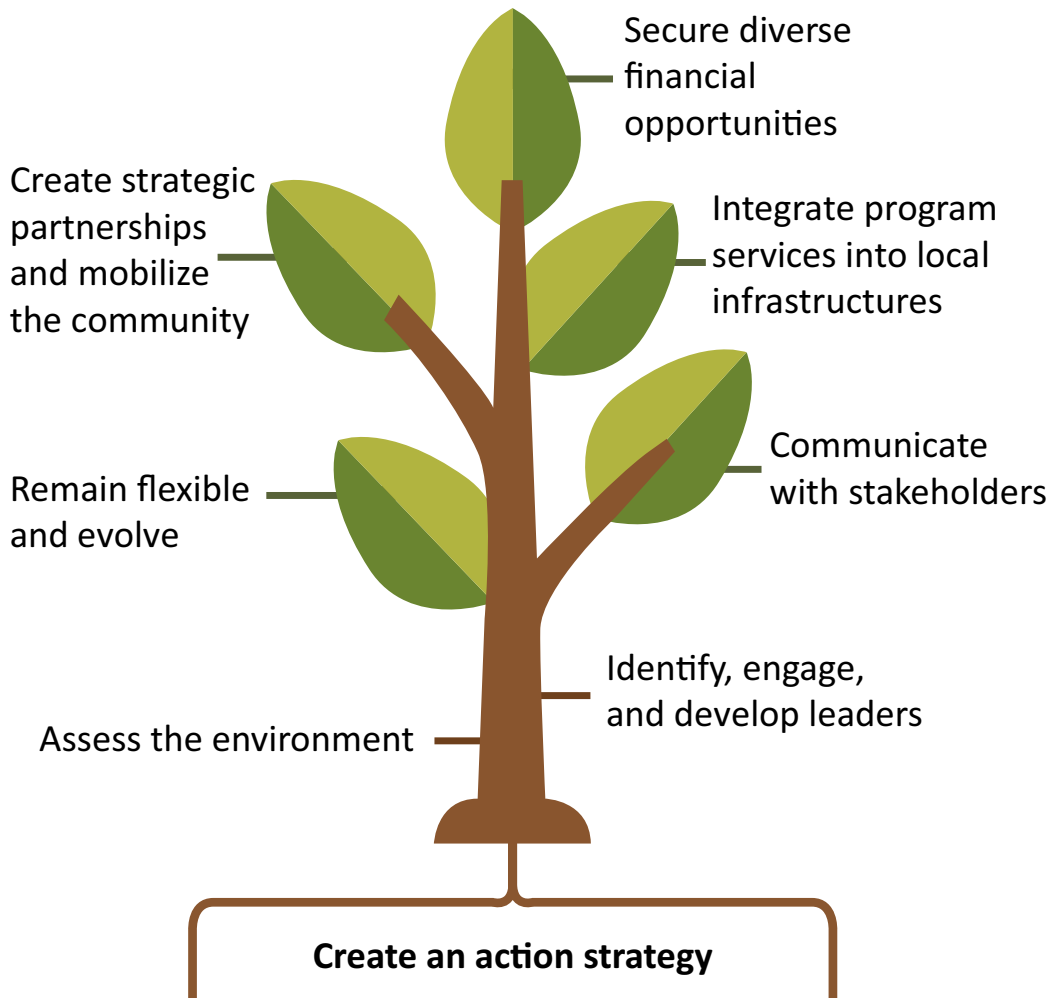 Secure diverse
financial
opportunities
Create strategic
partnerships
and mobilize
the community
Integrate program
services into local
infrastructures
Communicate
with stakeholders
Remain flexible
and evolve
Identify, engage,
and develop leaders
Assess the environment
Create an action strategy